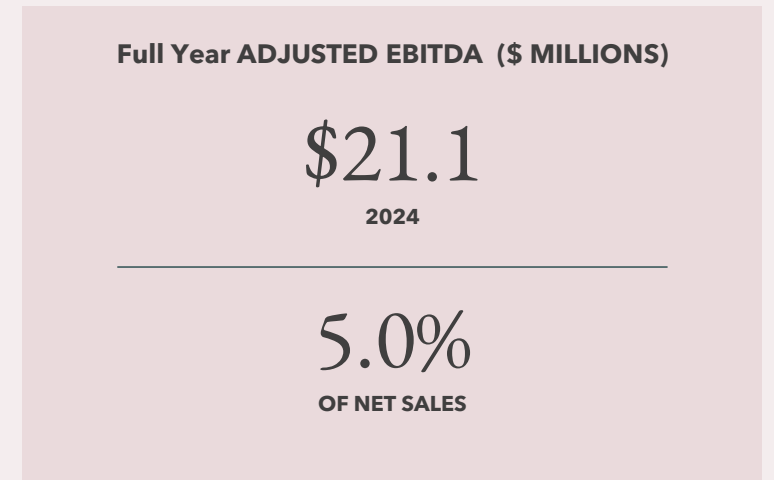 Full Year ADJUSTED EBITDA ($ MILLIONS)
$21.1
2024
5.0%
OF NET SALES